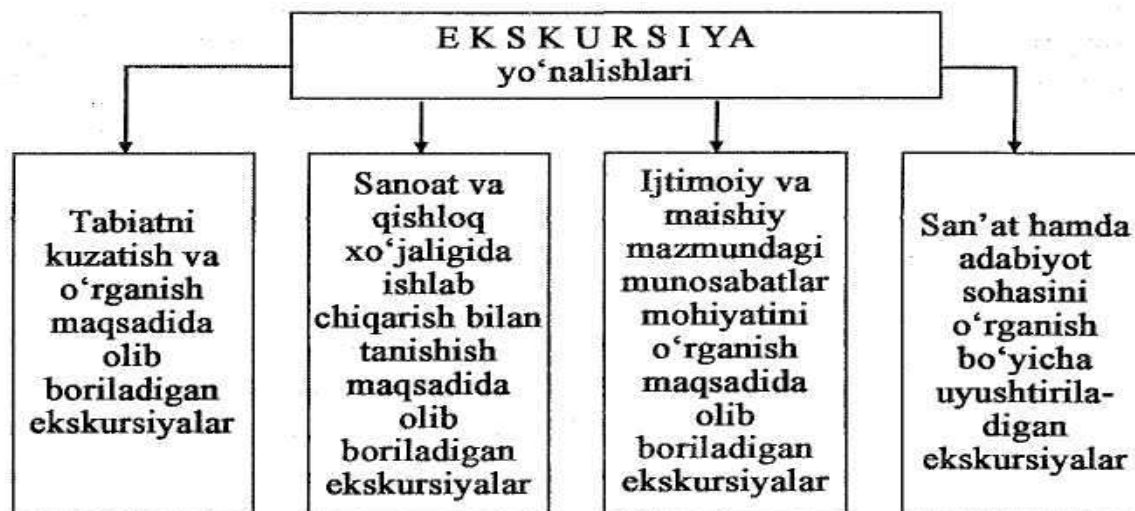 E K S K U R S I Y A
yo‘nalishlari
Tabiatni
kuzatish va
o‘rganish
maqsadida
olib
boriladigan
ekskursiyalar
Sanoat va
qishloq
xo‘jaligida
ishlab
chiqarish bilan
tanishish
maqsadida
olib
boriladigan
ekskursiyalar
Ijtimoiy va
maishiy
mazmundagi
munosabatlar
mohiyatini
o‘rganish
maqsadida
olib
boriladigan
ekskursiyalar
San’at hamda
adabiyot
sohasini
o‘rganish
bo‘yicha
uyushtirila-
digan
ekskursiyalar